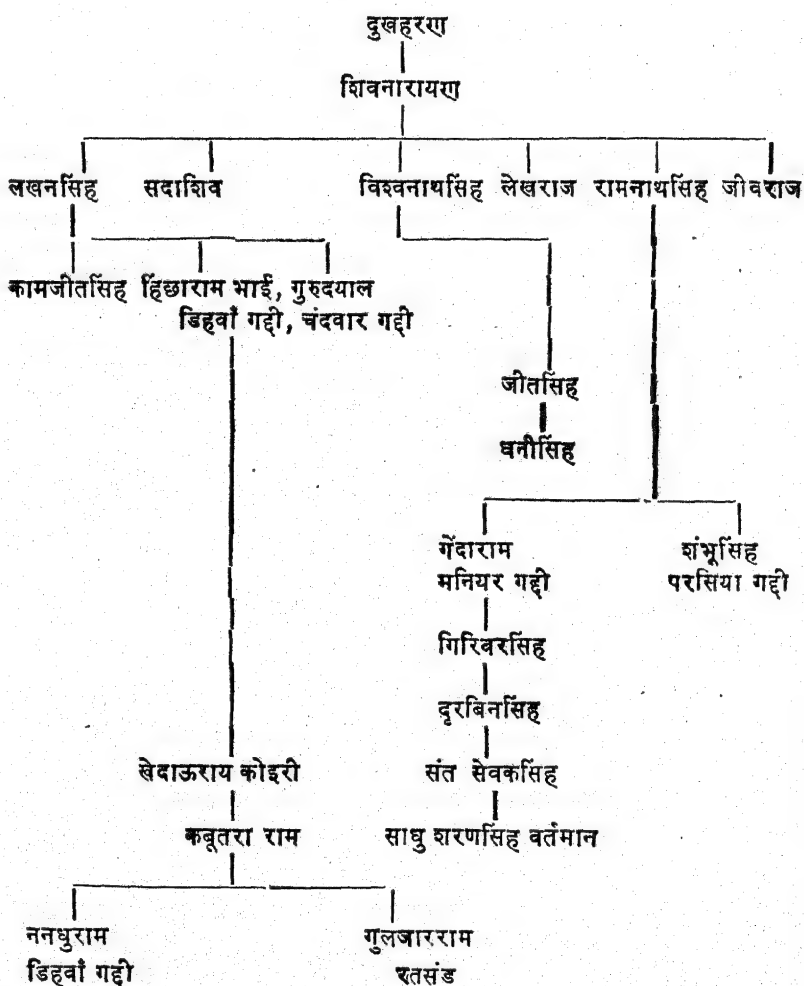 दुखहरण
शिवनारायण
लखनसिंह सदाशिव विश्वनाथसिंह लेखराज रामनाथसिंह जीवराज
कामजीतसिंह हिंछाराम भाई, गुरुदयाल
डिहवाँ गद्दी, चंदवार गद्दी
जीतसिंह
धनीसिंह
गेंदाराम शंभूसिंह
मनियर गद्दी परसिया गद्दी
गिरिवरसिंह
दृरबिनसिंह
खेदाऊराय कोइरी संत सेवकसिंह
कबूतरा राम साधु शरणसिंह वर्तमान
ननधुराम गुलजारराम
डिहवाँ गद्दी रतसंड